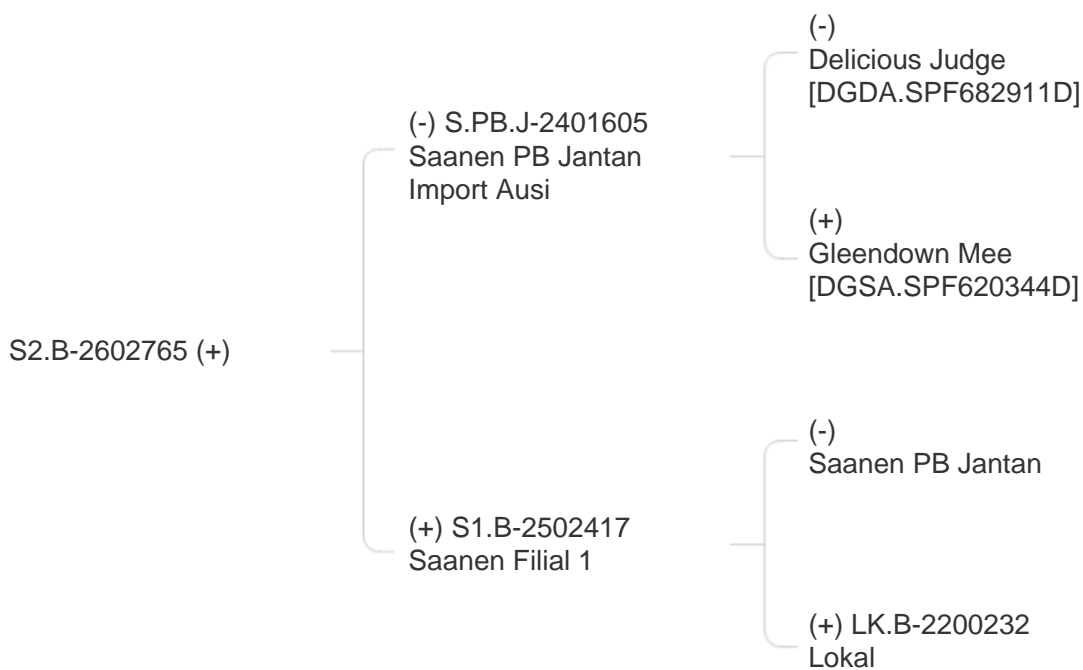 (-)
Delicious Judge
[DGDA.SPF682911D]
(-) S.PB.J-2401605
Saanen PB Jantan
Import Ausi
(+)
Gleendown Mee
[DGSA.SPF620344D]
S2.B-2602765 (+)
(-)
Saanen PB Jantan
(+) S1.B-2502417
Saanen Filial 1
(+) LK.B-2200232
Lokal